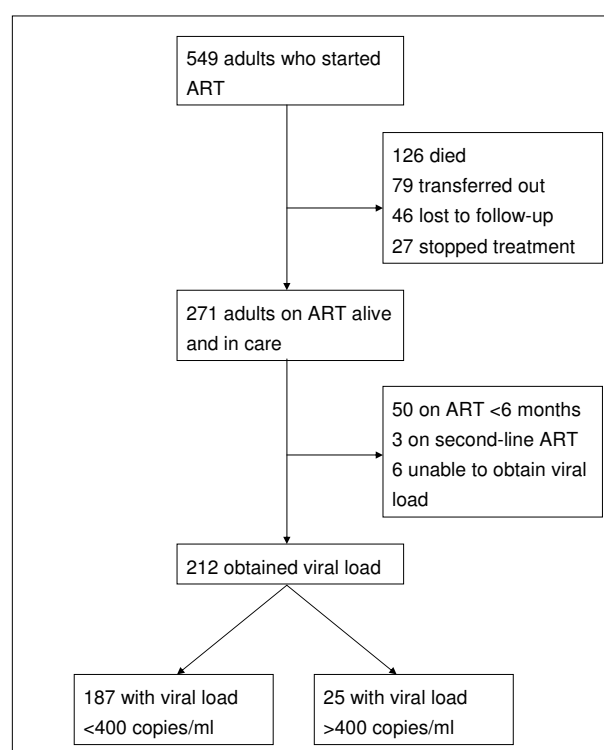 549 adults who started
ART
126 died
79 transferred out
46 lost to follow-up
27 stopped treatment
271 adults on ART alive
and in care
50 on ART <6 months
3 on second-line ART
6 unable to obtain viral
load
212 obtained viral load
187 with viral load
<400 copies/ml
25 with viral load
>400 copies/ml